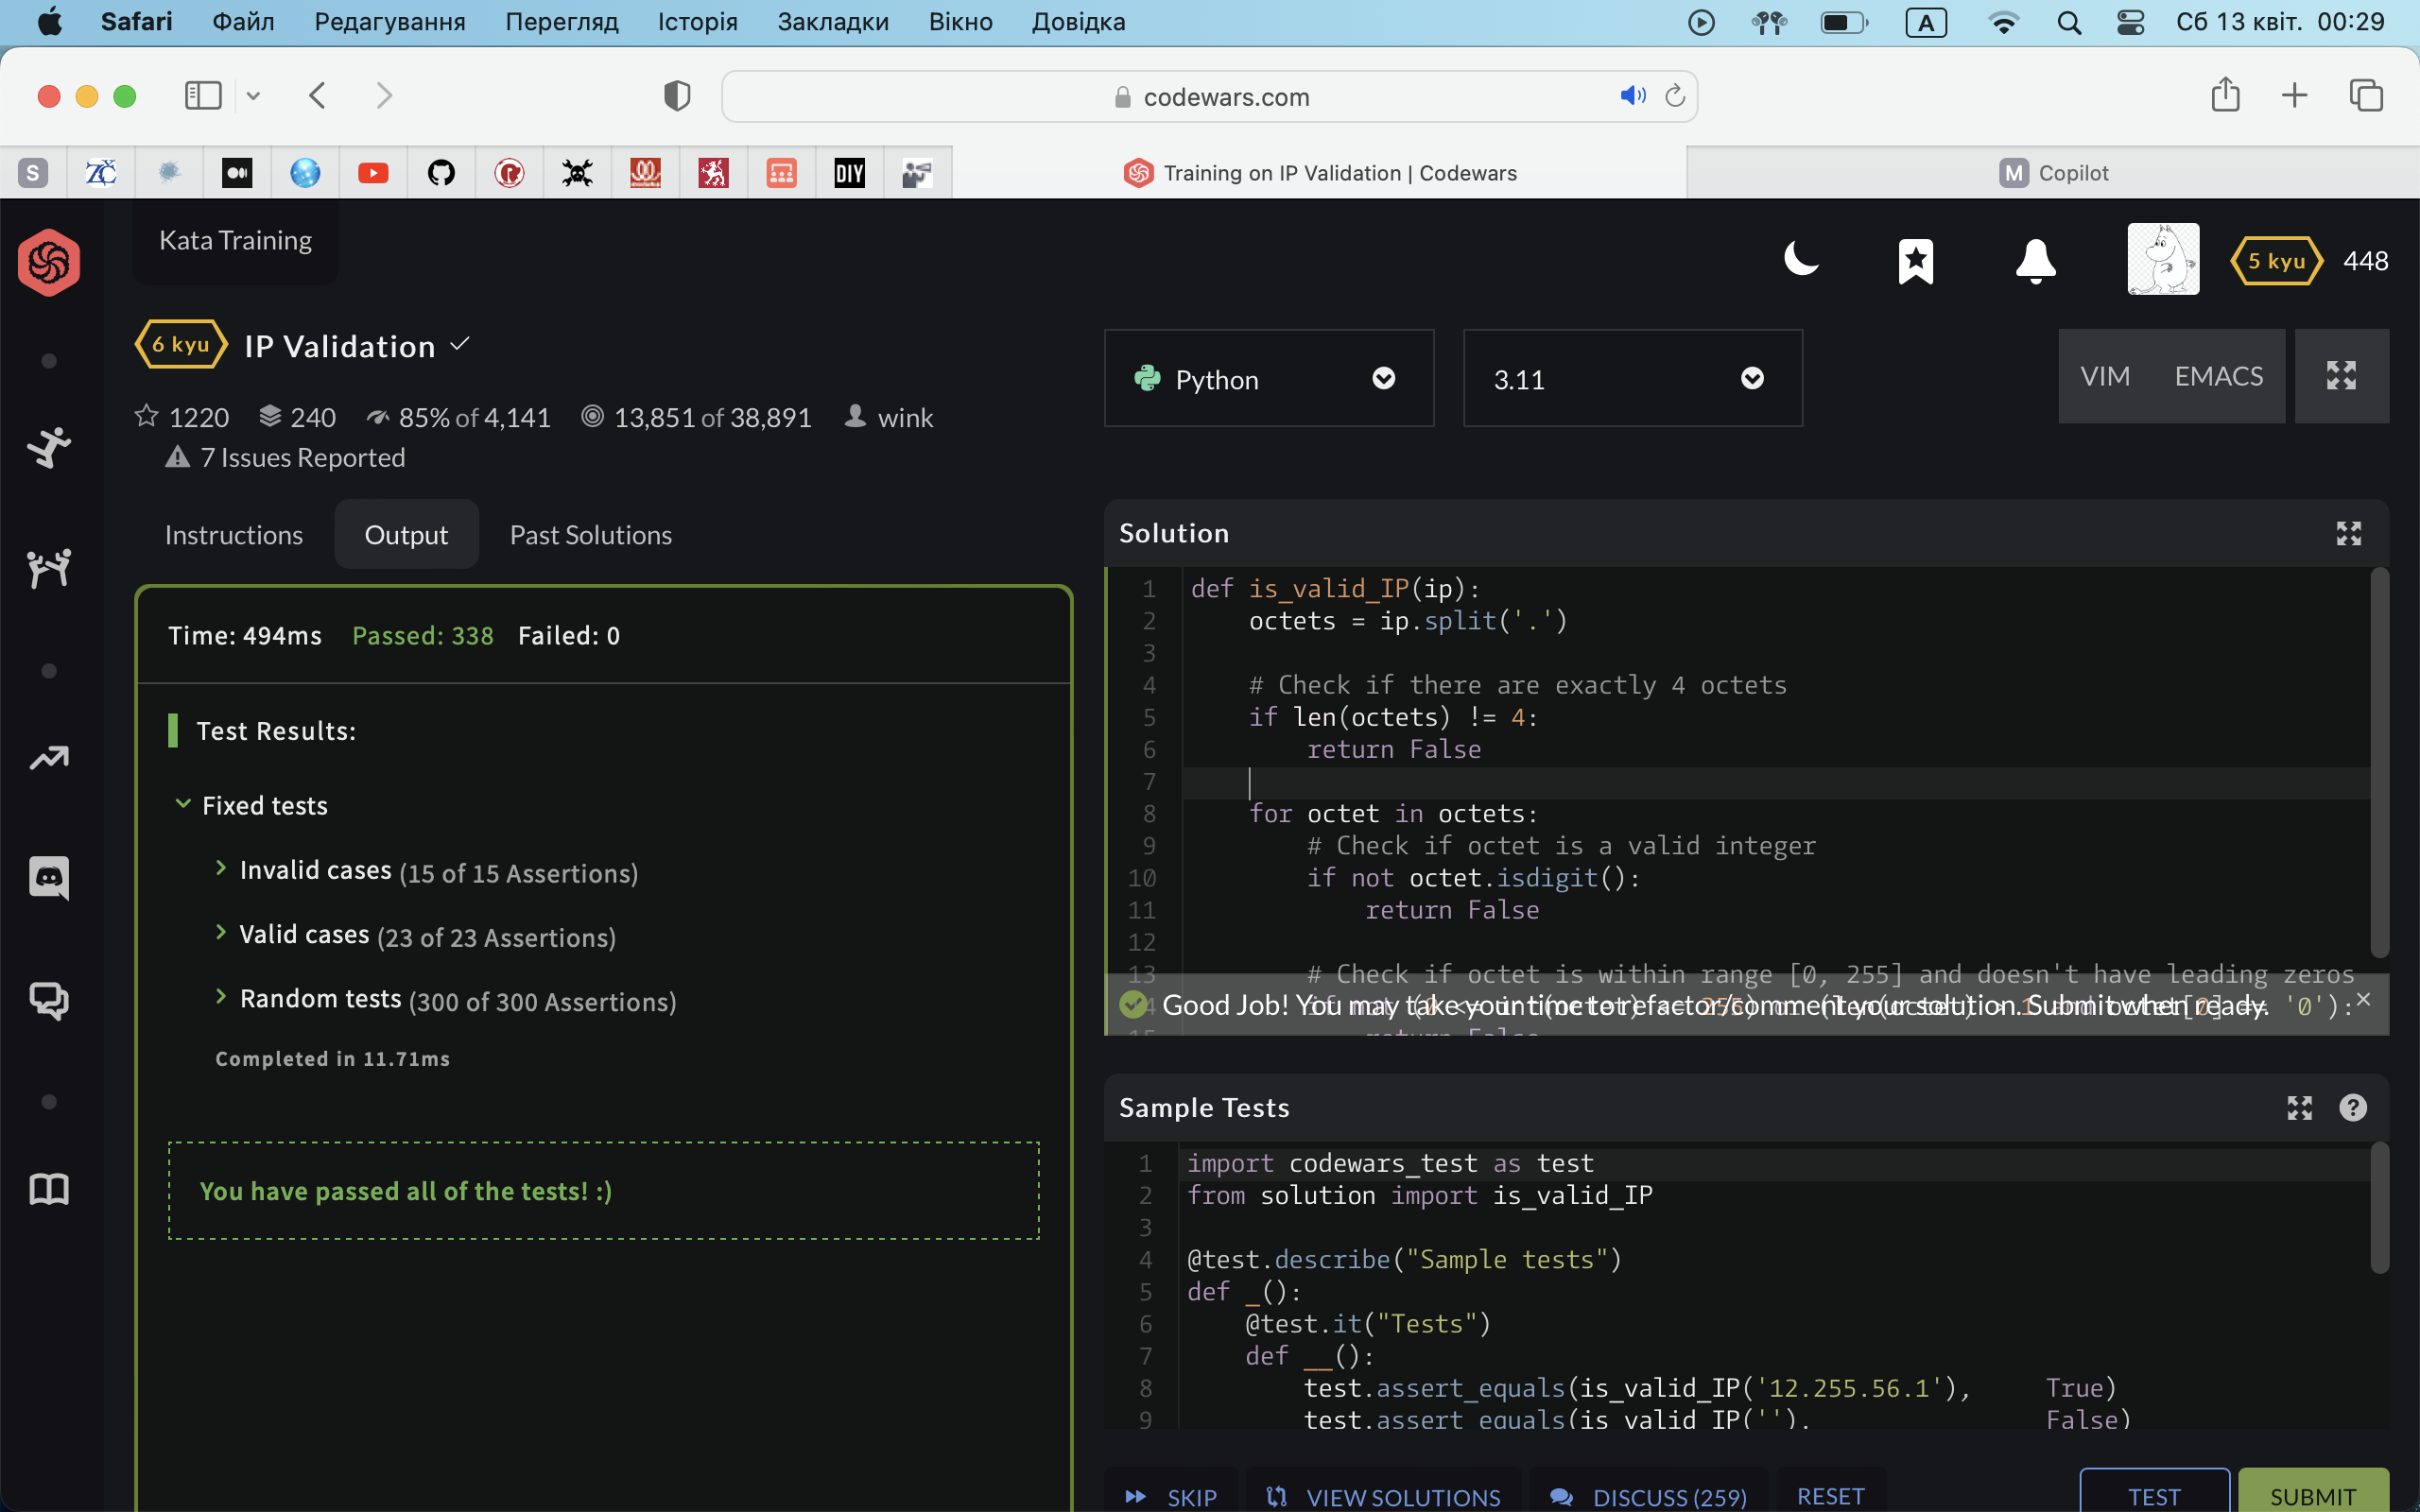 Safari Файл Редагування Перегляд Історія Закладки Вікно Довідка A Сб 13 квіт. 00:29
codewars.com
S ZČ DIY Training on IP Validation | Codewars M Copilot
Kata Training
5 kyu 448
6 kyu IP Validation
1220 240 85% of 4,141 13,851 of 38,891 wink
7 Issues Reported
Python 3.11 VIM EMACS
Instructions Output Past Solutions
Time: 494ms Passed: 338 Failed: 0
Test Results:
Fixed tests
Invalid cases (15 of 15 Assertions)
Valid cases (23 of 23 Assertions)
Random tests (300 of 300 Assertions)
Completed in 11.71ms
You have passed all of the tests! :)
Solution
1 def is_valid_IP(ip):
2 octets = ip.split('.')
3
4 # Check if there are exactly 4 octets
5 if len(octets) != 4:
6 return False
7
8 for octet in octets:
9 # Check if octet is a valid integer
10 if not octet.isdigit():
11 return False
12
13 # Check if octet is within range [0, 255] and doesn't have leading zeros
Good Job! You may take your time to refactor/comment your solution. Submit when ready.
Sample Tests
1 import codewars_test as test
2 from solution import is_valid_IP
3
4 @test.describe("Sample tests")
5 def _():
6 @test.it("Tests")
7 def __():
8 test.assert_equals(is_valid_IP('12.255.56.1'), True)
9 test.assert_equals(is_valid_IP(''), False)
SKIP VIEW SOLUTIONS DISCUSS (259) RESET TEST SUBMIT